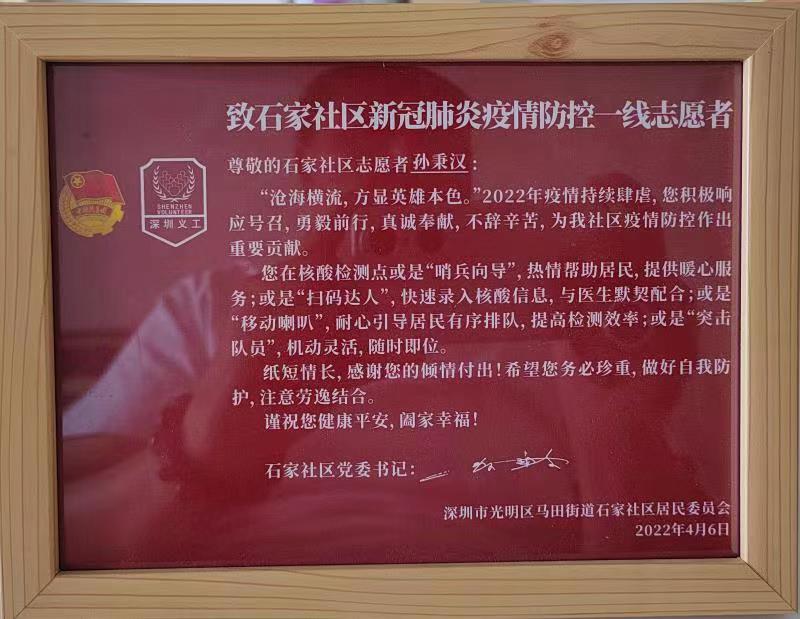 致石家社区新冠肺炎疫情防控一线志愿者
尊敬的石家社区志愿者孙秉汉：
SHENZHEN
VOLUNTEER
深圳义工
“沧海横流，方显英雄本色。”2022年疫情持续肆虐，您积极响
应号召，勇毅前行，真诚奉献，不辞辛苦，为我社区疫情防控作出
重要贡献。
您在核酸检测点或是“哨兵向导”，热情帮助居民，提供暖心服
务；或是“扫码达人”，快速录入核酸信息，与医生默契配合；或是
“移动喇叭”，耐心引导居民有序排队，提高检测效率；或是“突击
队员”，机动灵活，随时即位。
纸短情长，感谢您的倾情付出！希望您务必珍重，做好自我防
护，注意劳逸结合。
谨祝您健康平安，阖家幸福！
石家社区党委书记：
深圳市光明区马田街道石家社区居民委员会
2022年4月6日